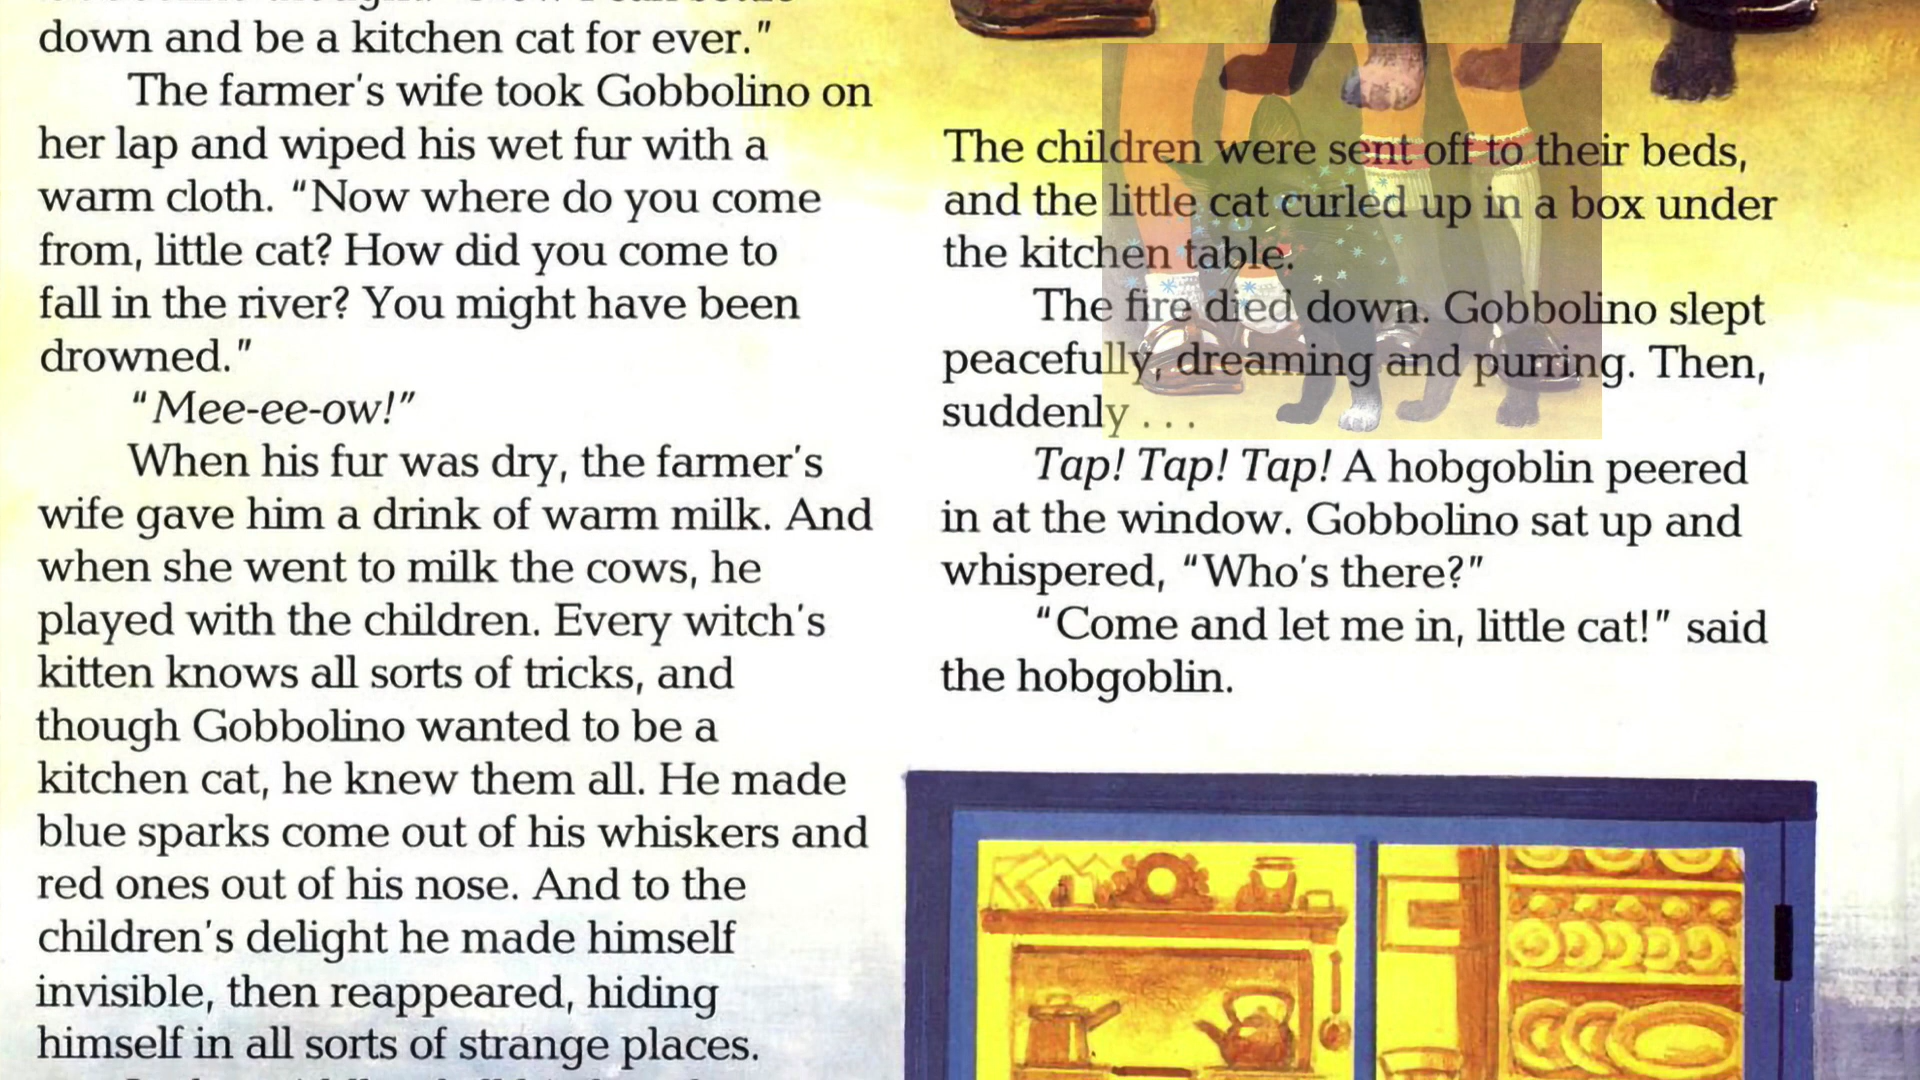 down and be a kitchen cat for ever."
The farmer's wife took Gobbolino on
her lap and wiped his wet fur with a
warm cloth. "Now where do you come
from, little cat? How did you come to
fall in the river? You might have been
drowned."
"Mee-ee-ow!"
When his fur was dry, the farmer's
wife gave him a drink of warm milk. And
when she went to milk the cows, he
played with the children. Every witch's
kitten knows all sorts of tricks, and
though Gobbolino wanted to be a
kitchen cat, he knew them all. He made
blue sparks come out of his whiskers and
red ones out of his nose. And to the
children's delight he made himself
invisible, then reappeared, hiding
himself in all sorts of strange places.
The children were sent off to their beds,
and the little cat curled up in a box under
the kitchen table.
The fire died down. Gobbolino slept
peacefully, dreaming and purring. Then,
suddenly . . .
Tap! Tap! Tap! A hobgoblin peered
in at the window. Gobbolino sat up and
whispered, "Who's there?"
"Come and let me in, little cat!" said
the hobgoblin.